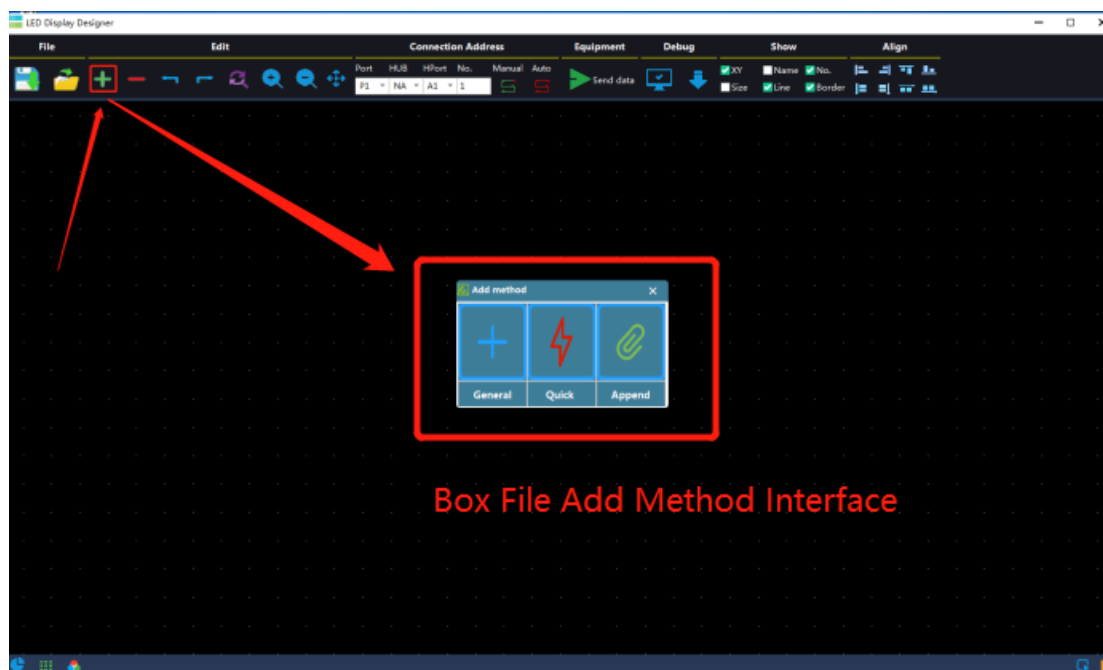 LED Display Designer
File Edit Connection Address Equipment Debug Show Align
Port HUB HPort No. Manual Auto
P1 NA A1 1
Send data
XY Name No.
Size Line Border
Add method
General Quick Append
Box File Add Method Interface